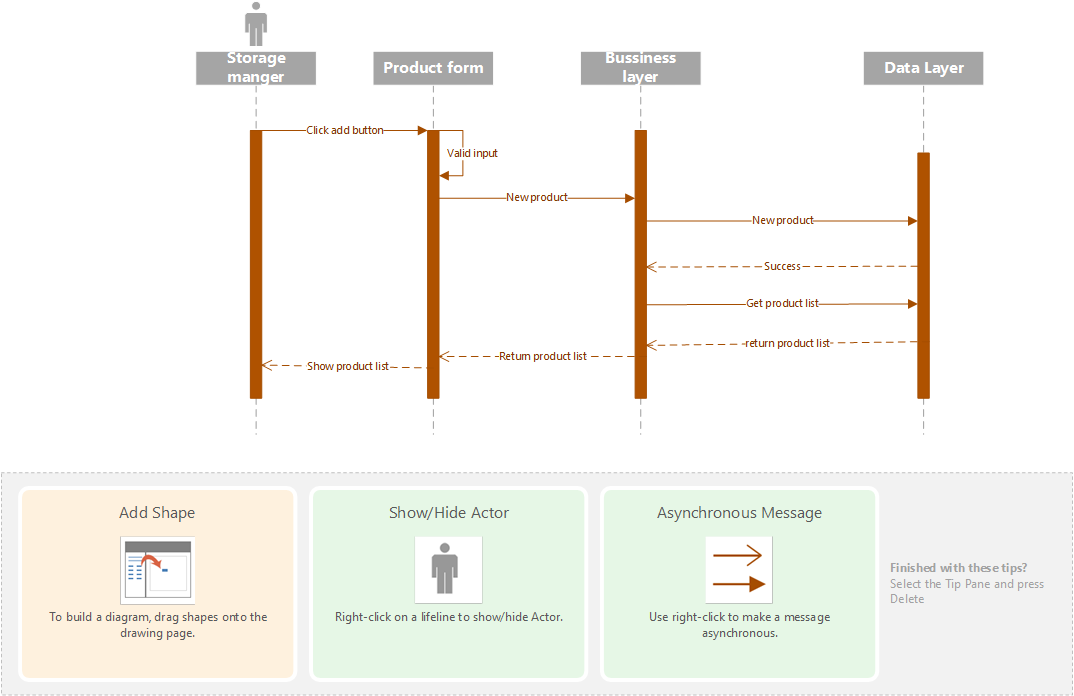 Storage
manger
Product form
Bussiness
layer
Data Layer
Click add button
Valid input
New product
New product
Success
Get product list
return product list
Return product list
Show product list
Add Shape
To build a diagram, drag shapes onto the
drawing page.
Show/Hide Actor
Right-click on a lifeline to show/hide Actor.
Asynchronous Message
Use right-click to make a message
asynchronous.
Finished with these tips?
Select the Tip Pane and press
Delete